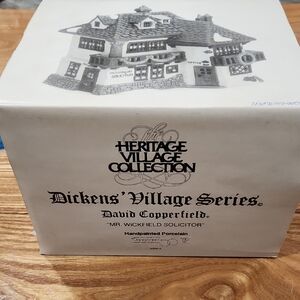 The
HERITAGE
VILLAGE
COLLECTION
Dickens' Village Series®
David Copperfield®
"MR. WICKFIELD SOLICITOR"
Handpainted Porcelain